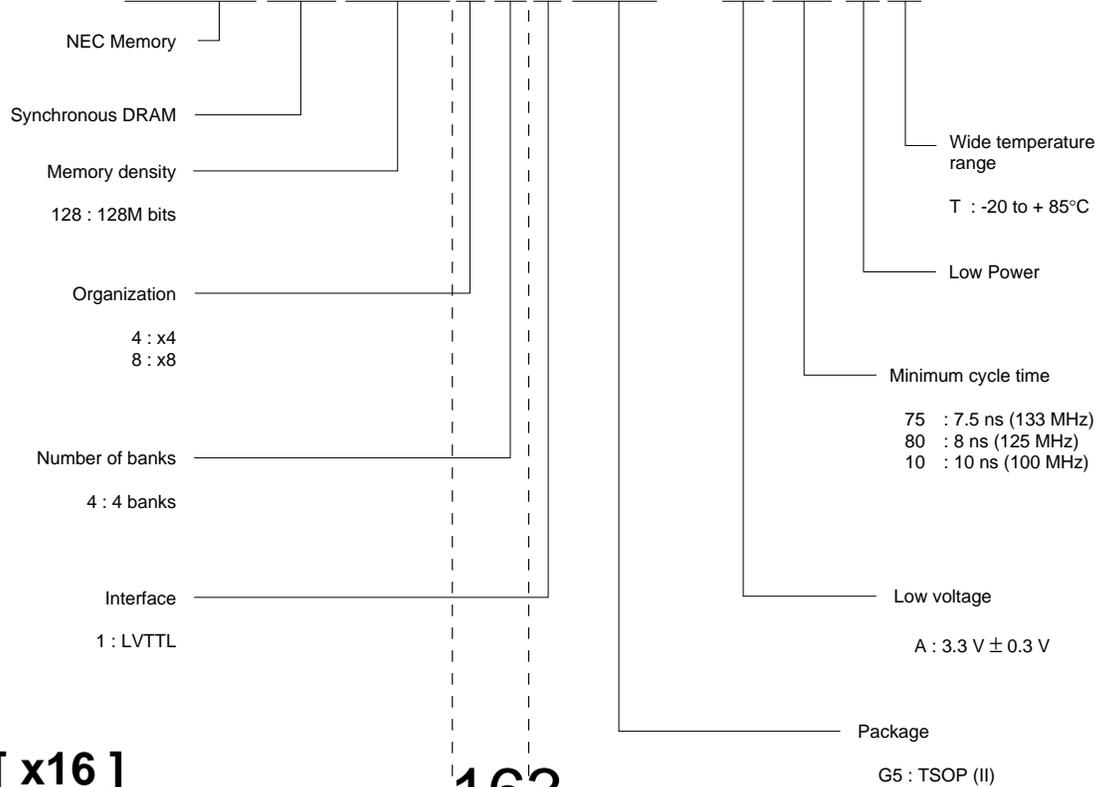 NEC Memory
Synchronous DRAM
Memory density
128 : 128M bits
Organization
4 : x4
8 : x8
Number of banks
4 : 4 banks
Interface
1 : LVTTL
Wide temperature
range
T : -20 to + 85°C
Low Power
Minimum cycle time
75 : 7.5 ns (133 MHz)
80 : 8 ns (125 MHz)
10 : 10 ns (100 MHz)
Low voltage
A : 3.3 V ± 0.3 V
Package
G5 : TSOP (II)
[ x16 ]